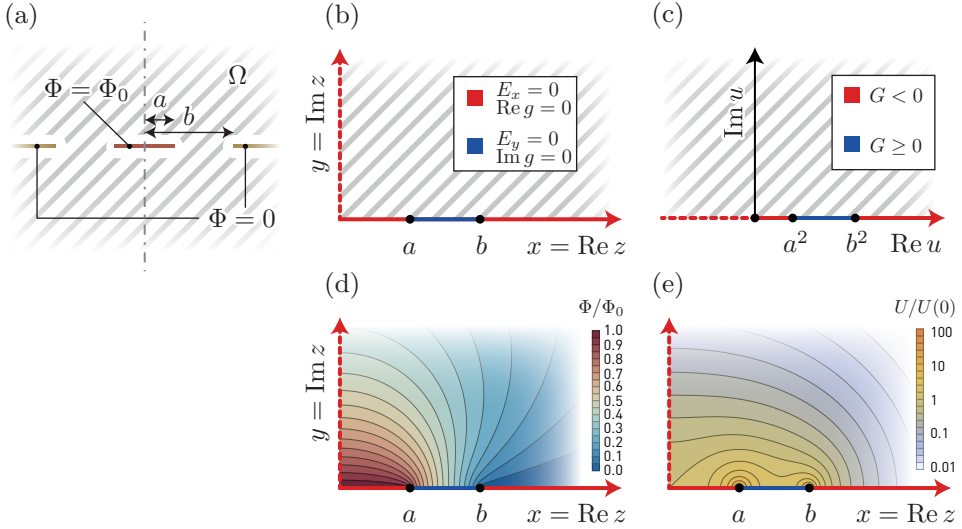 (a)
Ω
Φ = Φ₀
a
b
Φ = 0
(b)
y = Im z
E_x = 0
Re g = 0
E_y = 0
Im g = 0
a
b
x = Re z
(c)
Im u
G < 0
G ≥ 0
a²
b²
Re u
(d)
y = Im z
Φ/Φ₀
1.0
0.9
0.8
0.7
0.6
0.5
0.4
0.3
0.2
0.1
0.0
a
b
x = Re z
(e)
U/U(0)
100
10
1
0.1
0.01
a
b
x = Re z